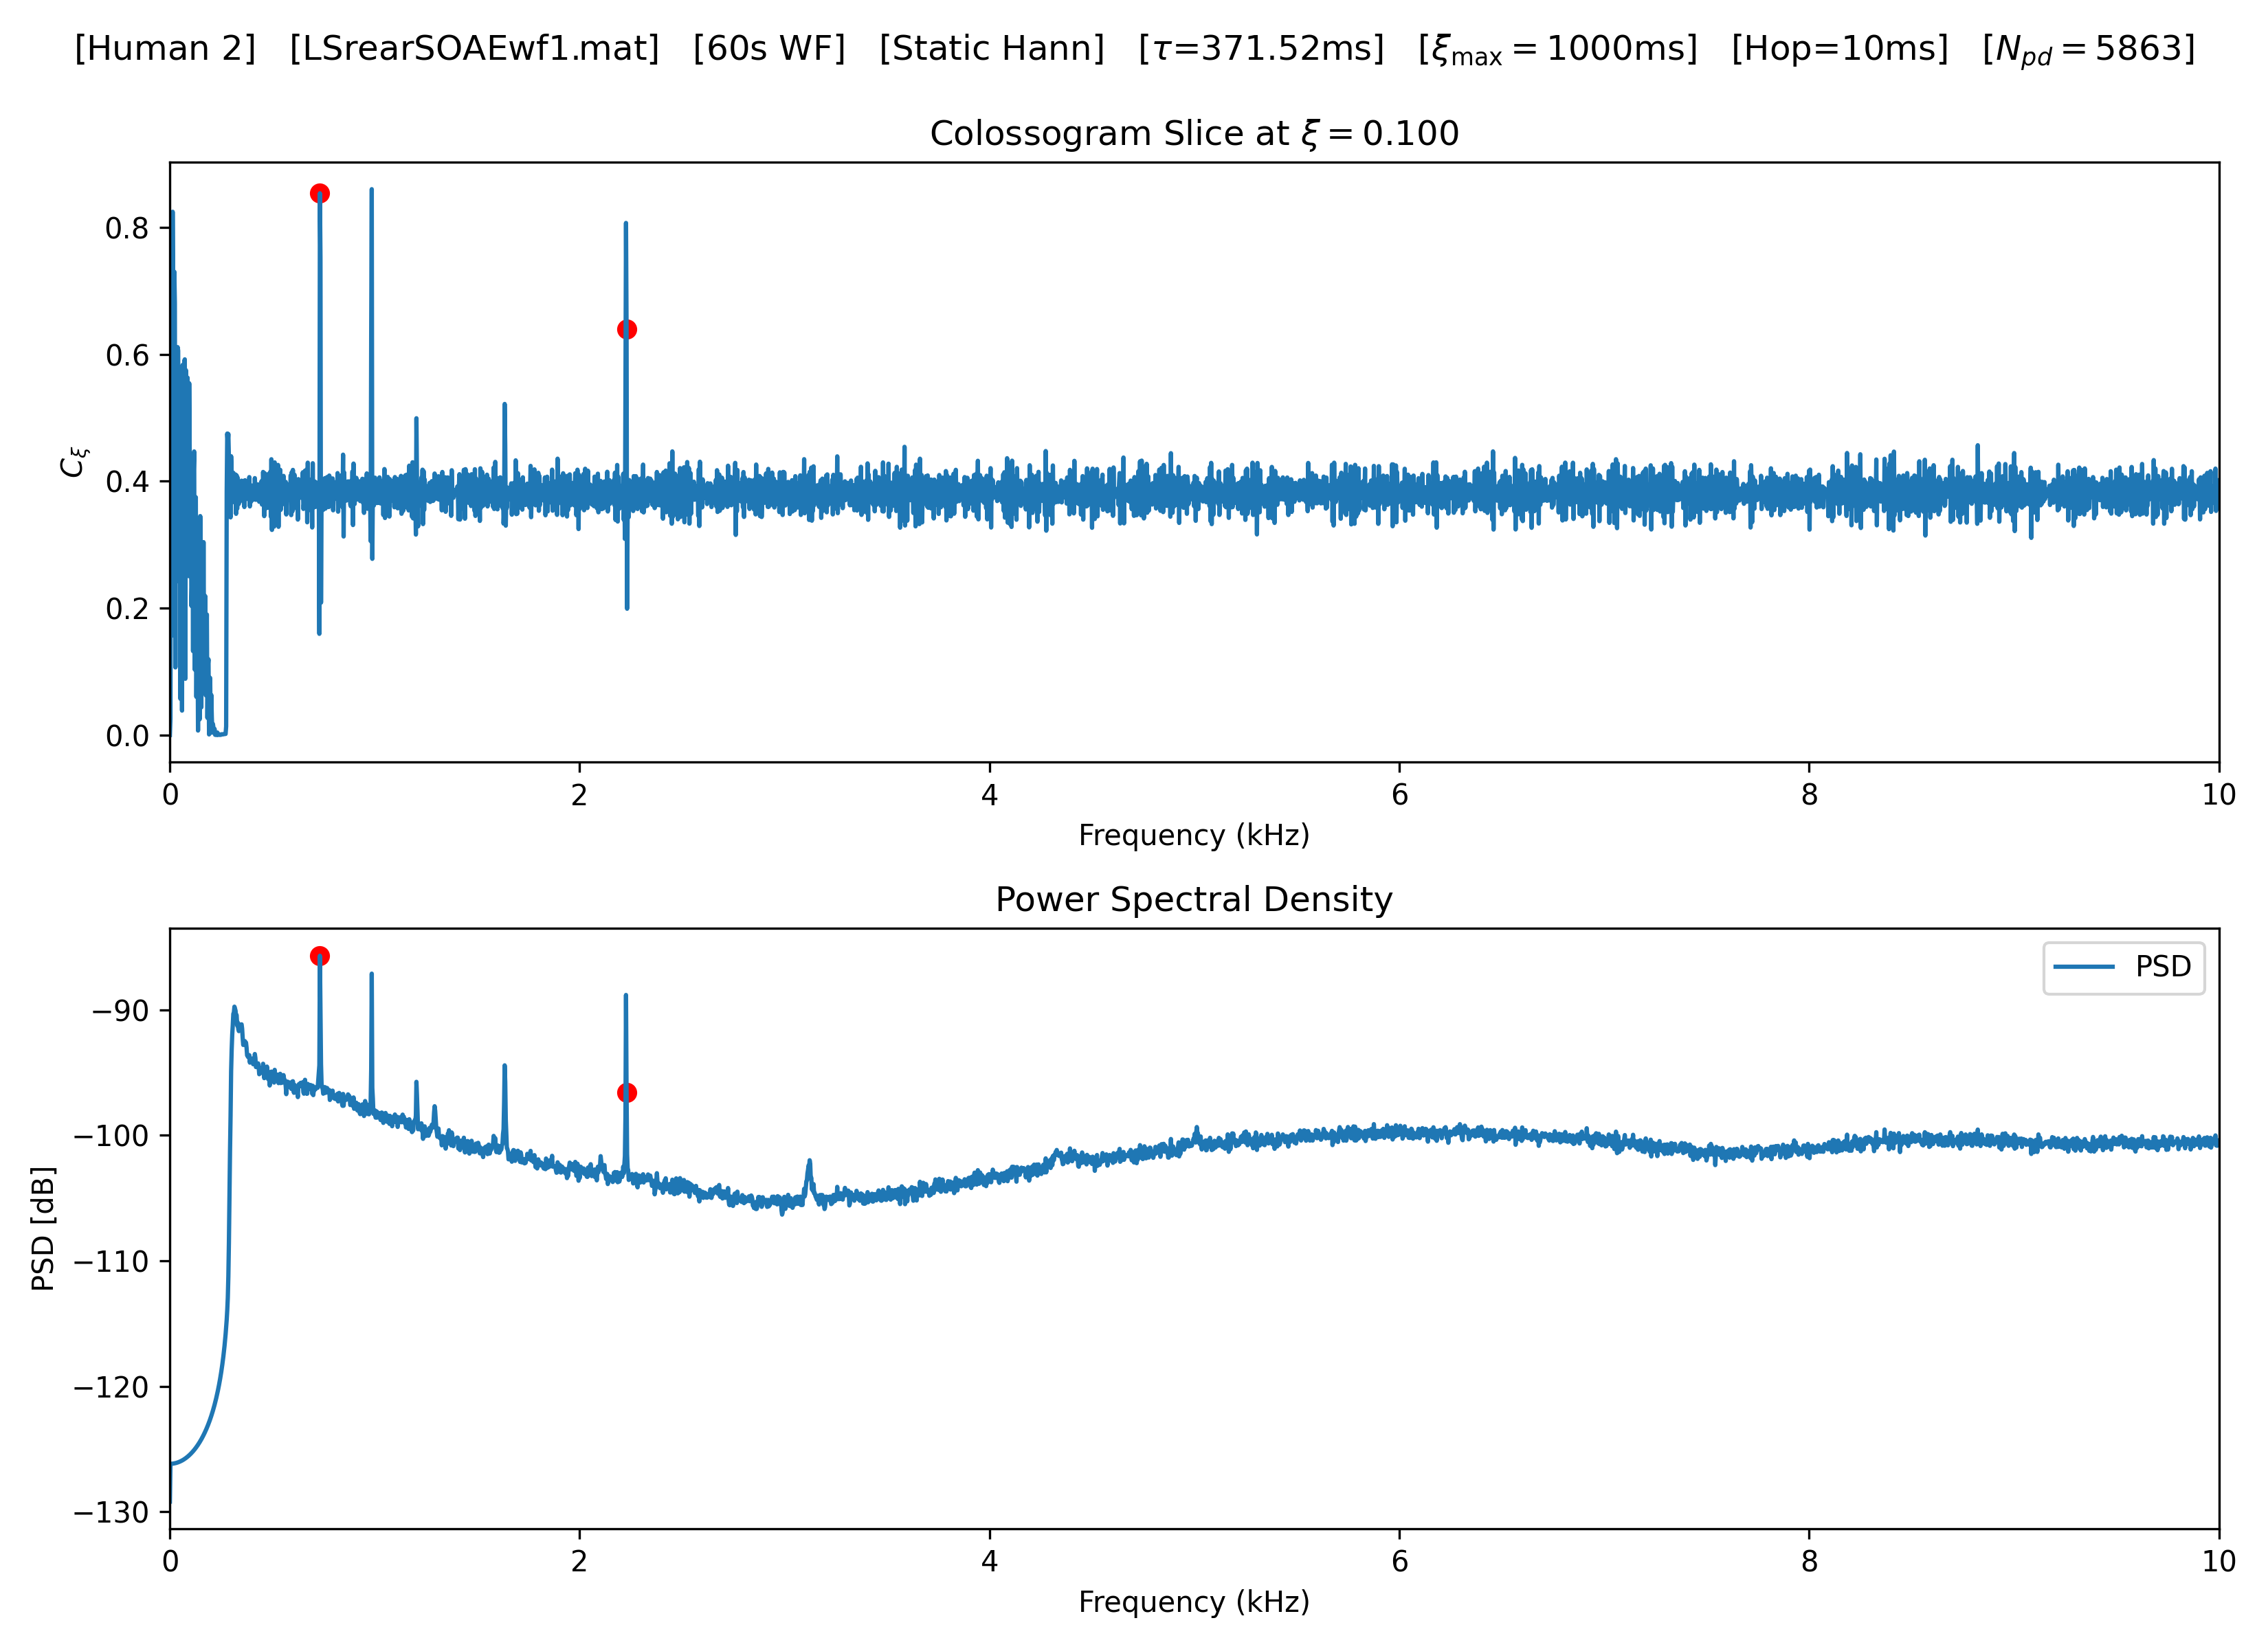 [Human 2] [LSrearSOAEwf1.mat] [60s WF] [Static Hann] [τ=371.52ms] [ξmax = 1000ms] [Hop=10ms] [Npd = 5863]
Colossogram Slice at ξ = 0.100
Cξ
0.8
0.6
0.4
0.2
0.0
0 2 4 6 8 10
Frequency (kHz)
Power Spectral Density
PSD
PSD [dB]
−90
−100
−110
−120
−130
0 2 4 6 8 10
Frequency (kHz)